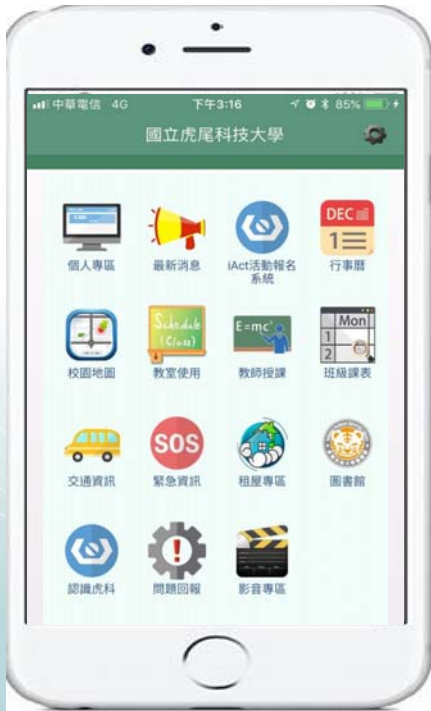 中華電信 4G 下午3:16 85%
國立虎尾科技大學
DEC
1
個人專區 最新消息 iAct活動報名
系統 行事曆
Schedule
(Class)
E=mc²
Mon
1
2
校園地圖 教室使用 教師授課 班級課表
SOS
交通資訊 緊急資訊 租屋專區 圖書館
認識虎科 問題回報 影音專區